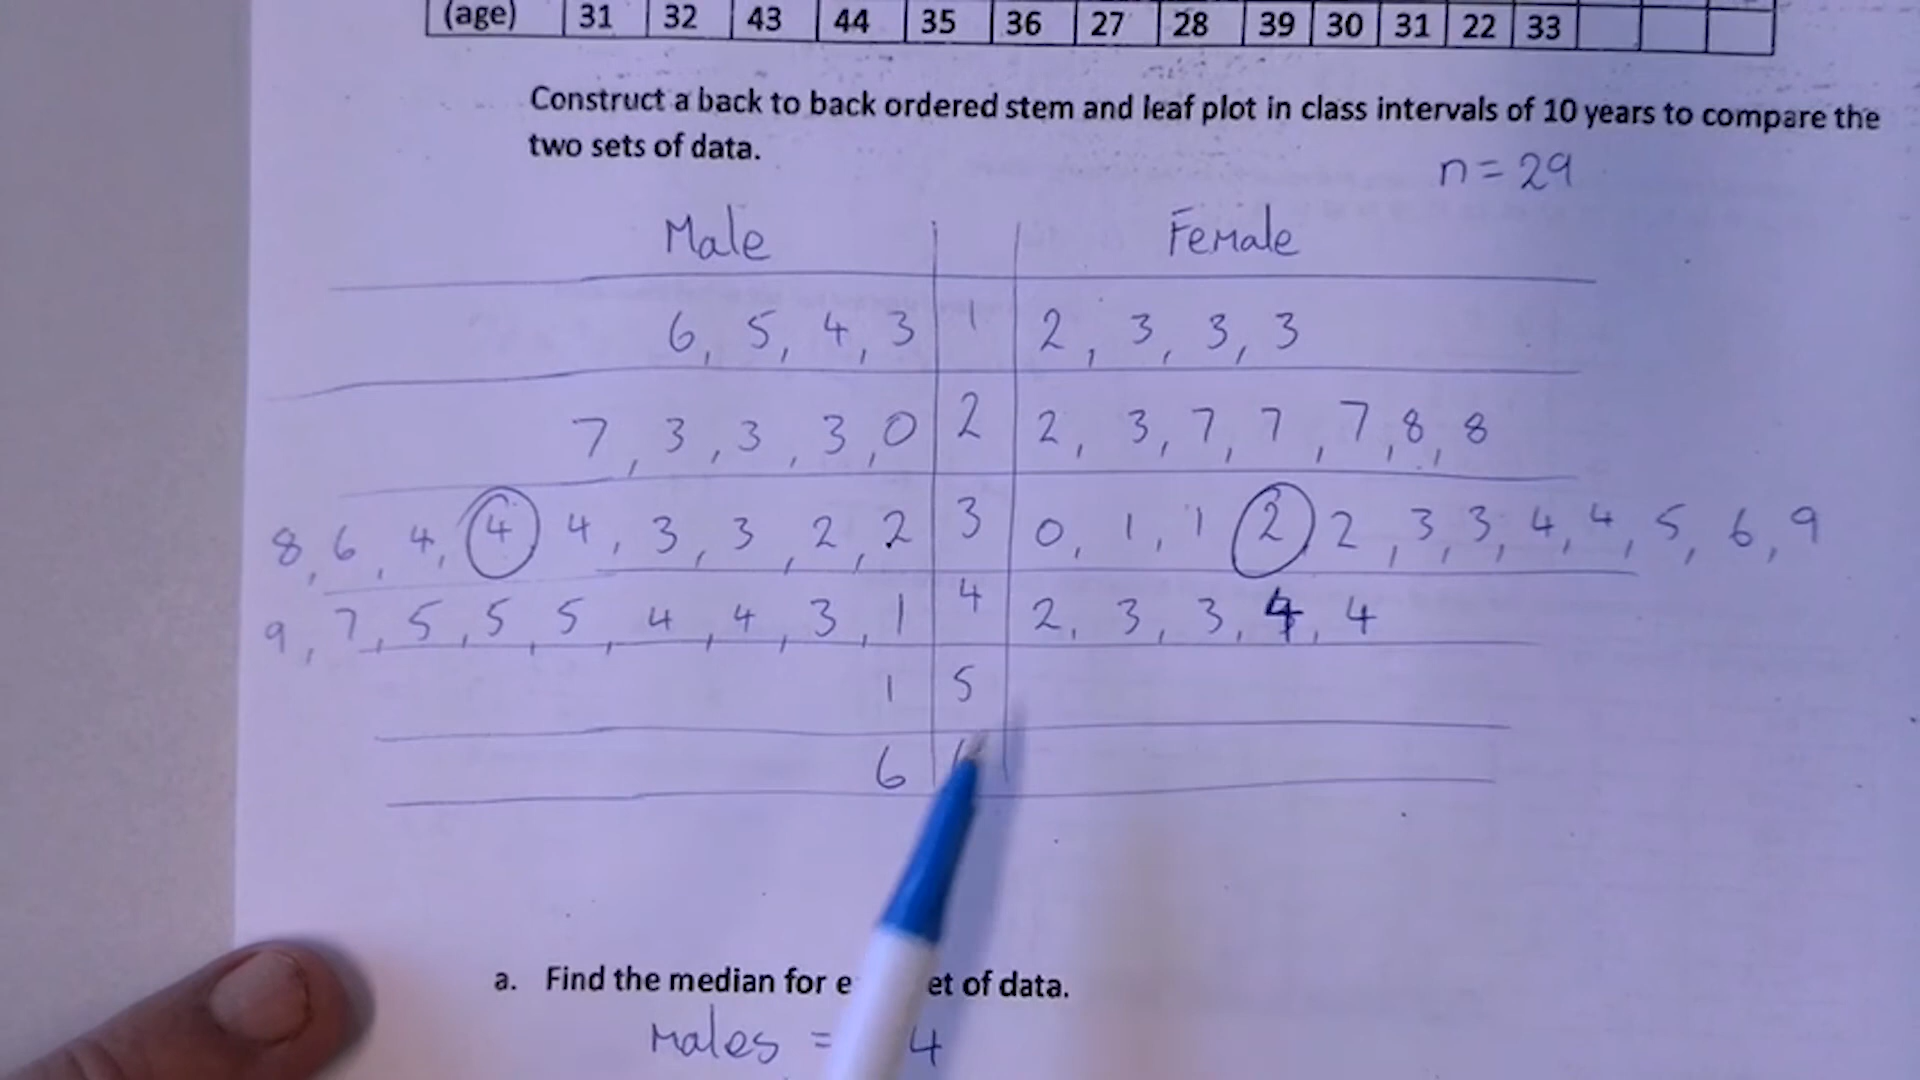 (age) 31 32 43 44 35 36 27 28 39 30 31 22 33
Construct a back to back ordered stem and leaf plot in class intervals of 10 years to compare the
two sets of data.
n = 29
Male Female
6, 5, 4, 3 1 2, 3, 3, 3
7, 3, 3, 3, 0 2 2, 3, 7, 7, 7, 8, 8
8, 6, 4, 4 4, 3, 3, 2, 2 3 0, 1, 1 2 2, 3, 3, 4, 4, 5, 6, 9
9, 7, 5, 5, 5, 4, 4, 3, 1 4 2, 3, 3, 4, 4
1 5
6
a. Find the median for et of data.
Males = 4